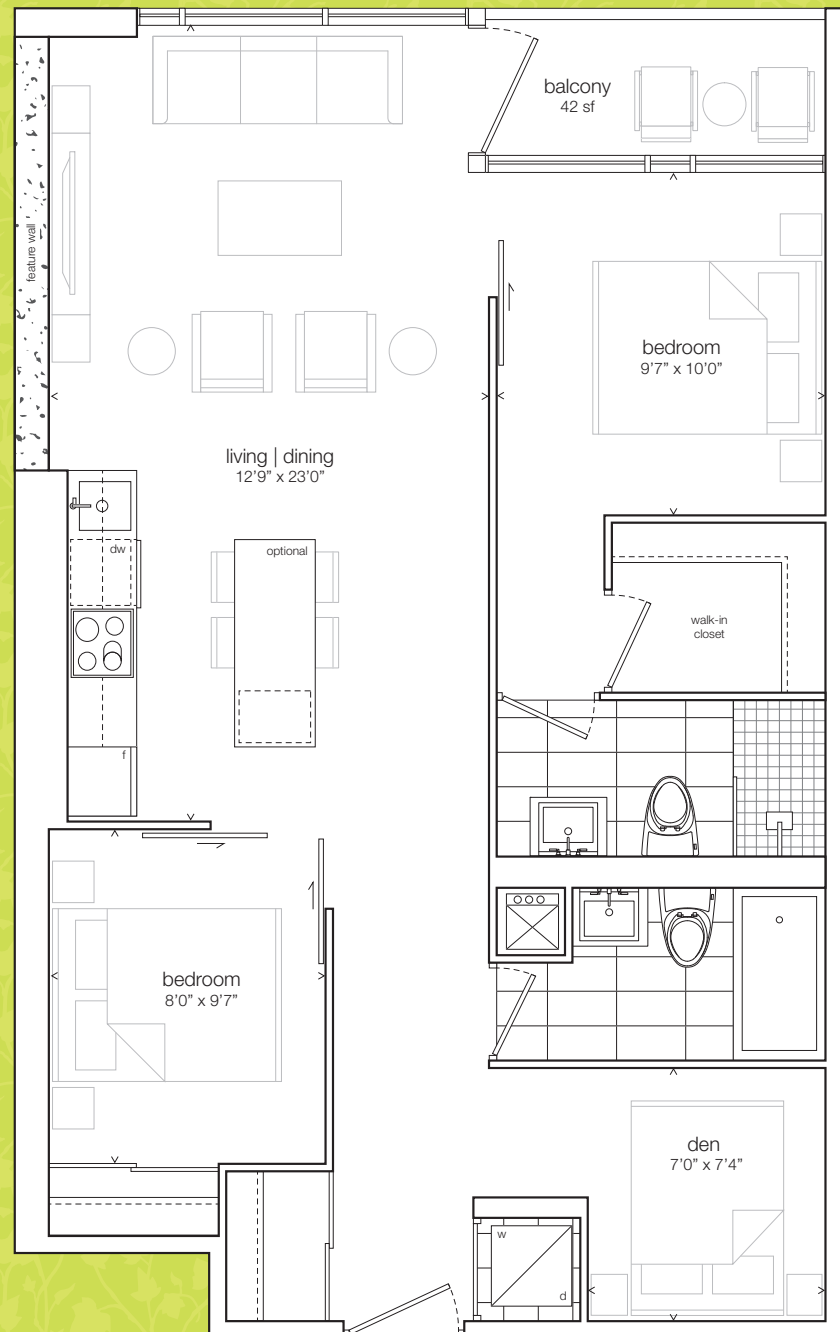 balcony
42 sf
feature wall
bedroom
9’7” x 10’0”
living | dining
12’9” x 23’0”
dw
optional
walk-in
closet
f
bedroom
8’0” x 9’7”
den
7’0” x 7’4”
w
d